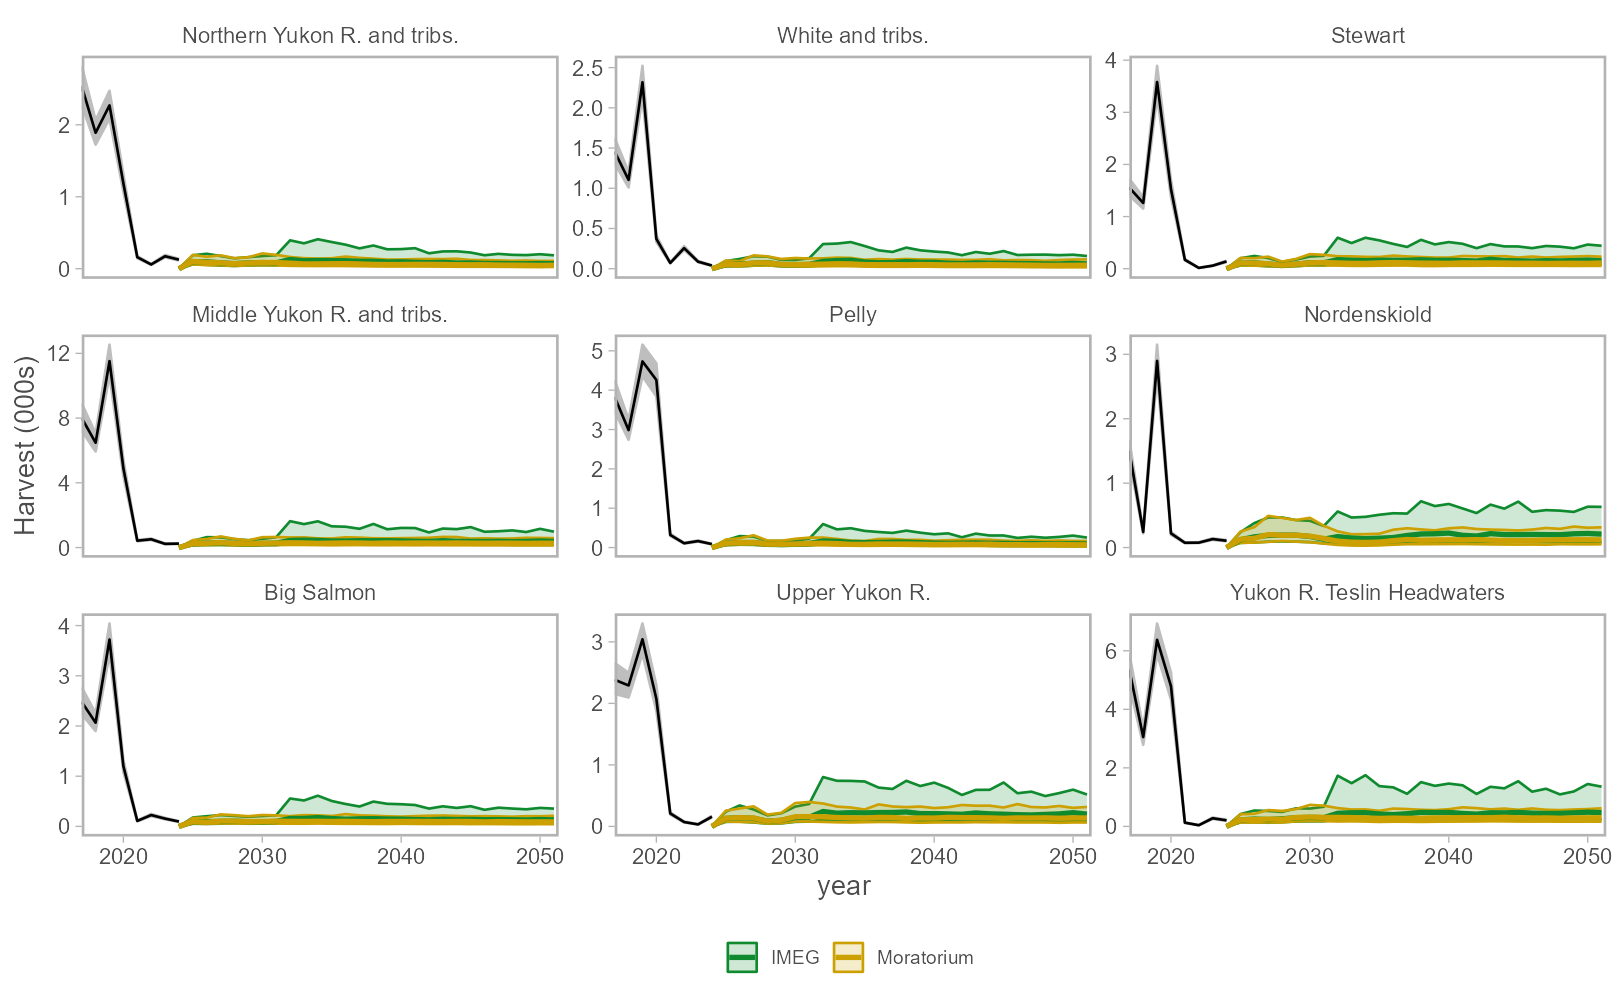 Northern Yukon R. and tribs.
White and tribs.
Stewart
2
1
0
2.5
2.0
1.5
1.0
0.5
0.0
4
3
2
1
0
Middle Yukon R. and tribs.
Pelly
Nordenskiold
12
8
4
0
5
4
3
2
1
0
3
2
1
0
Harvest (000s)
Big Salmon
Upper Yukon R.
Yukon R. Teslin Headwaters
4
3
2
1
0
3
2
1
0
6
4
2
0
2020 2030 2040 2050
2020 2030 2040 2050
2020 2030 2040 2050
year
IMEG Moratorium